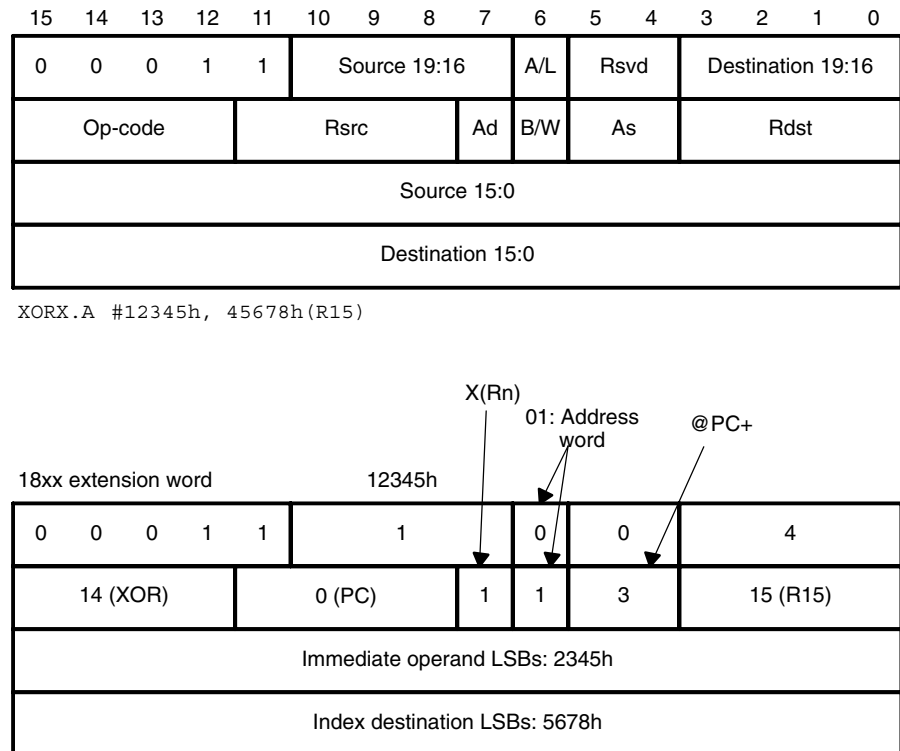 15 14 13 12 11 10 9 8 7 6 5 4 3 2 1 0
0 0 0 1 1 Source 19:16 A/L Rsvd Destination 19:16
Op-code Rsrc Ad B/W As Rdst
Source 15:0
Destination 15:0
XORX.A #12345h, 45678h(R15)
X(Rn)
01: Address
word
@PC+
18xx extension word 12345h
0 0 0 1 1 1 0 0 4
14 (XOR) 0 (PC) 1 1 3 15 (R15)
Immediate operand LSBs: 2345h
Index destination LSBs: 5678h